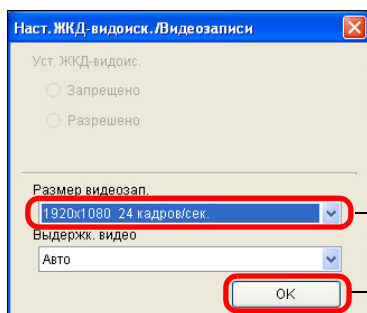 Наст. ЖКД-видоиск./Видеозаписи
Уст. ЖКД-видоис.
Запрещено
Разрешено
Размер видеозап.
1920x1080 24 кадров/сек.
Выдержк. видео
Авто
OK